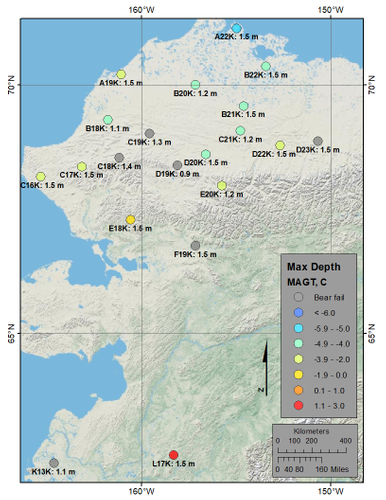 160°W 150°W
A22K: 1.5 m
B22K: 1.5 m
A19K: 1.5 m
70°N 70°N
B20K: 1.2 m
B21K: 1.5 m
B18K: 1.1 m
C21K: 1.2 m
C19K: 1.3 m
D23K: 1.5 m
D22K: 1.5 m
D20K: 1.5 m
C18K: 1.4 m
D19K: 0.9 m
C17K: 1.5 m
C16K: 1.5 m
E20K: 1.2 m
E18K: 1.5 m
F19K: 1.5 m
Max Depth
MAGT, C
Bear fail
< -6.0
-5.9 - -5.0
-4.9 - -4.0
-3.9 - -2.0
-1.9 - 0.0
0.1 - 1.0
1.1 - 3.0
65°N 65°N
N
Kilometers
0 100 200 400
0 40 80 160 Miles
L17K: 1.5 m
K13K: 1.1 m
160°W 150°W